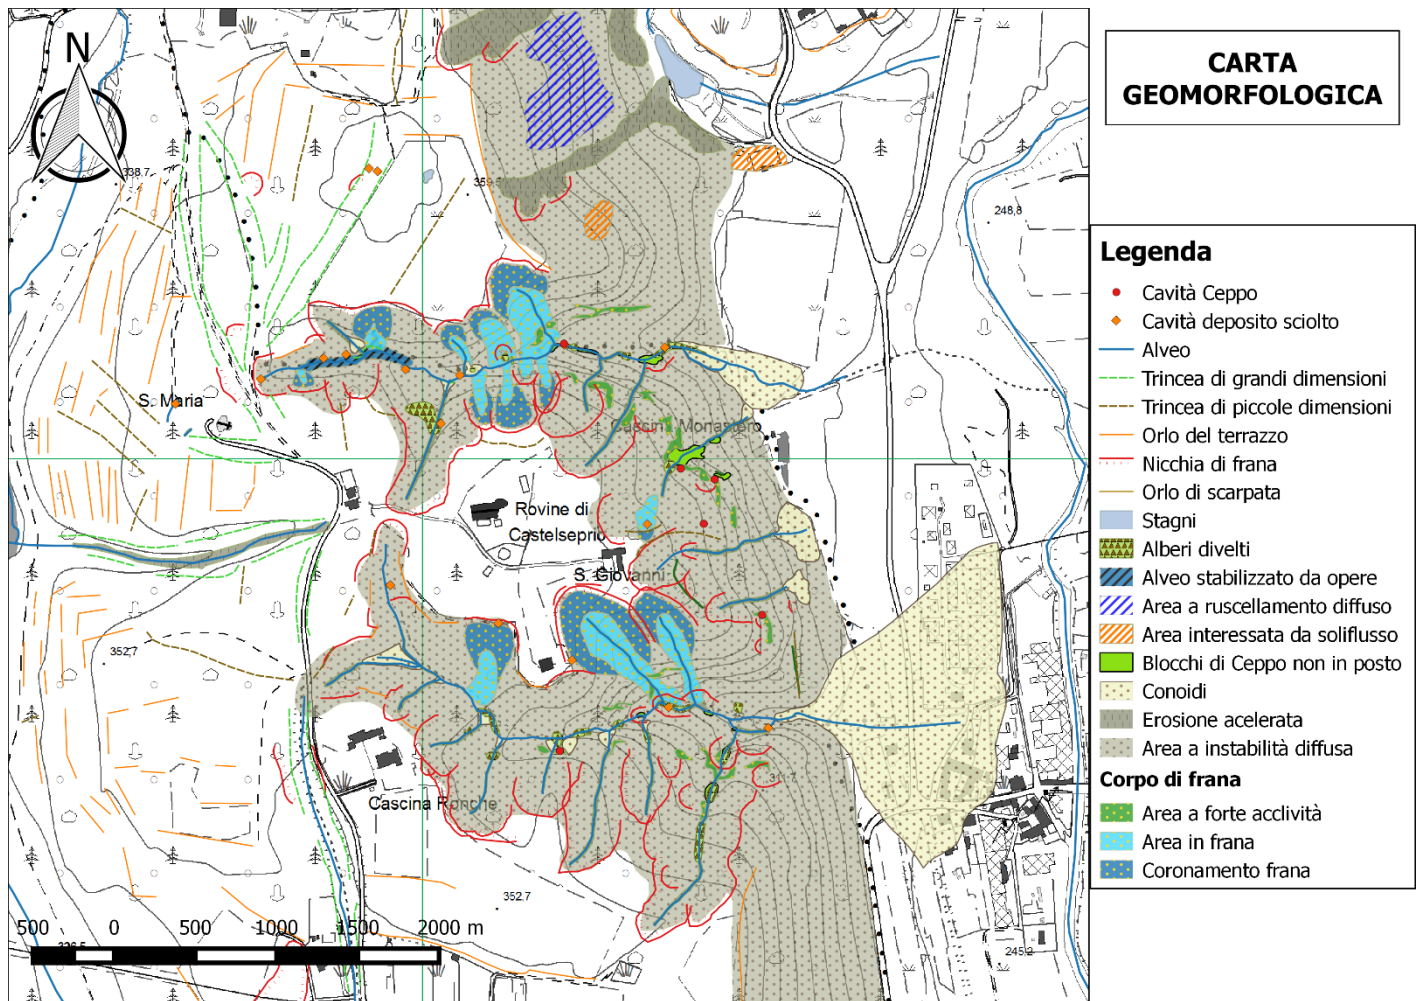 CARTA
GEOMORFOLOGICA
N
338,7
248,8
S. Maria
Cascina Monastero
Rovine di
Castelseprio
S. Giovanni
352,7
311,7
Cascina Ronche
352,7
500 0 500 1000 1500 2000 m
245,2
Legenda
Cavità Ceppo
Cavità deposito sciolto
Alveo
Trincea di grandi dimensioni
Trincea di piccole dimensioni
Orlo del terrazzo
Nicchia di frana
Orlo di scarpata
Stagni
Alberi divelti
Alveo stabilizzato da opere
Area a ruscellamento diffuso
Area interessata da soliflusso
Blocchi di Ceppo non in posto
Conoidi
Erosione acelerata
Area a instabilità diffusa
Corpo di frana
Area a forte acclività
Area in frana
Coronamento frana